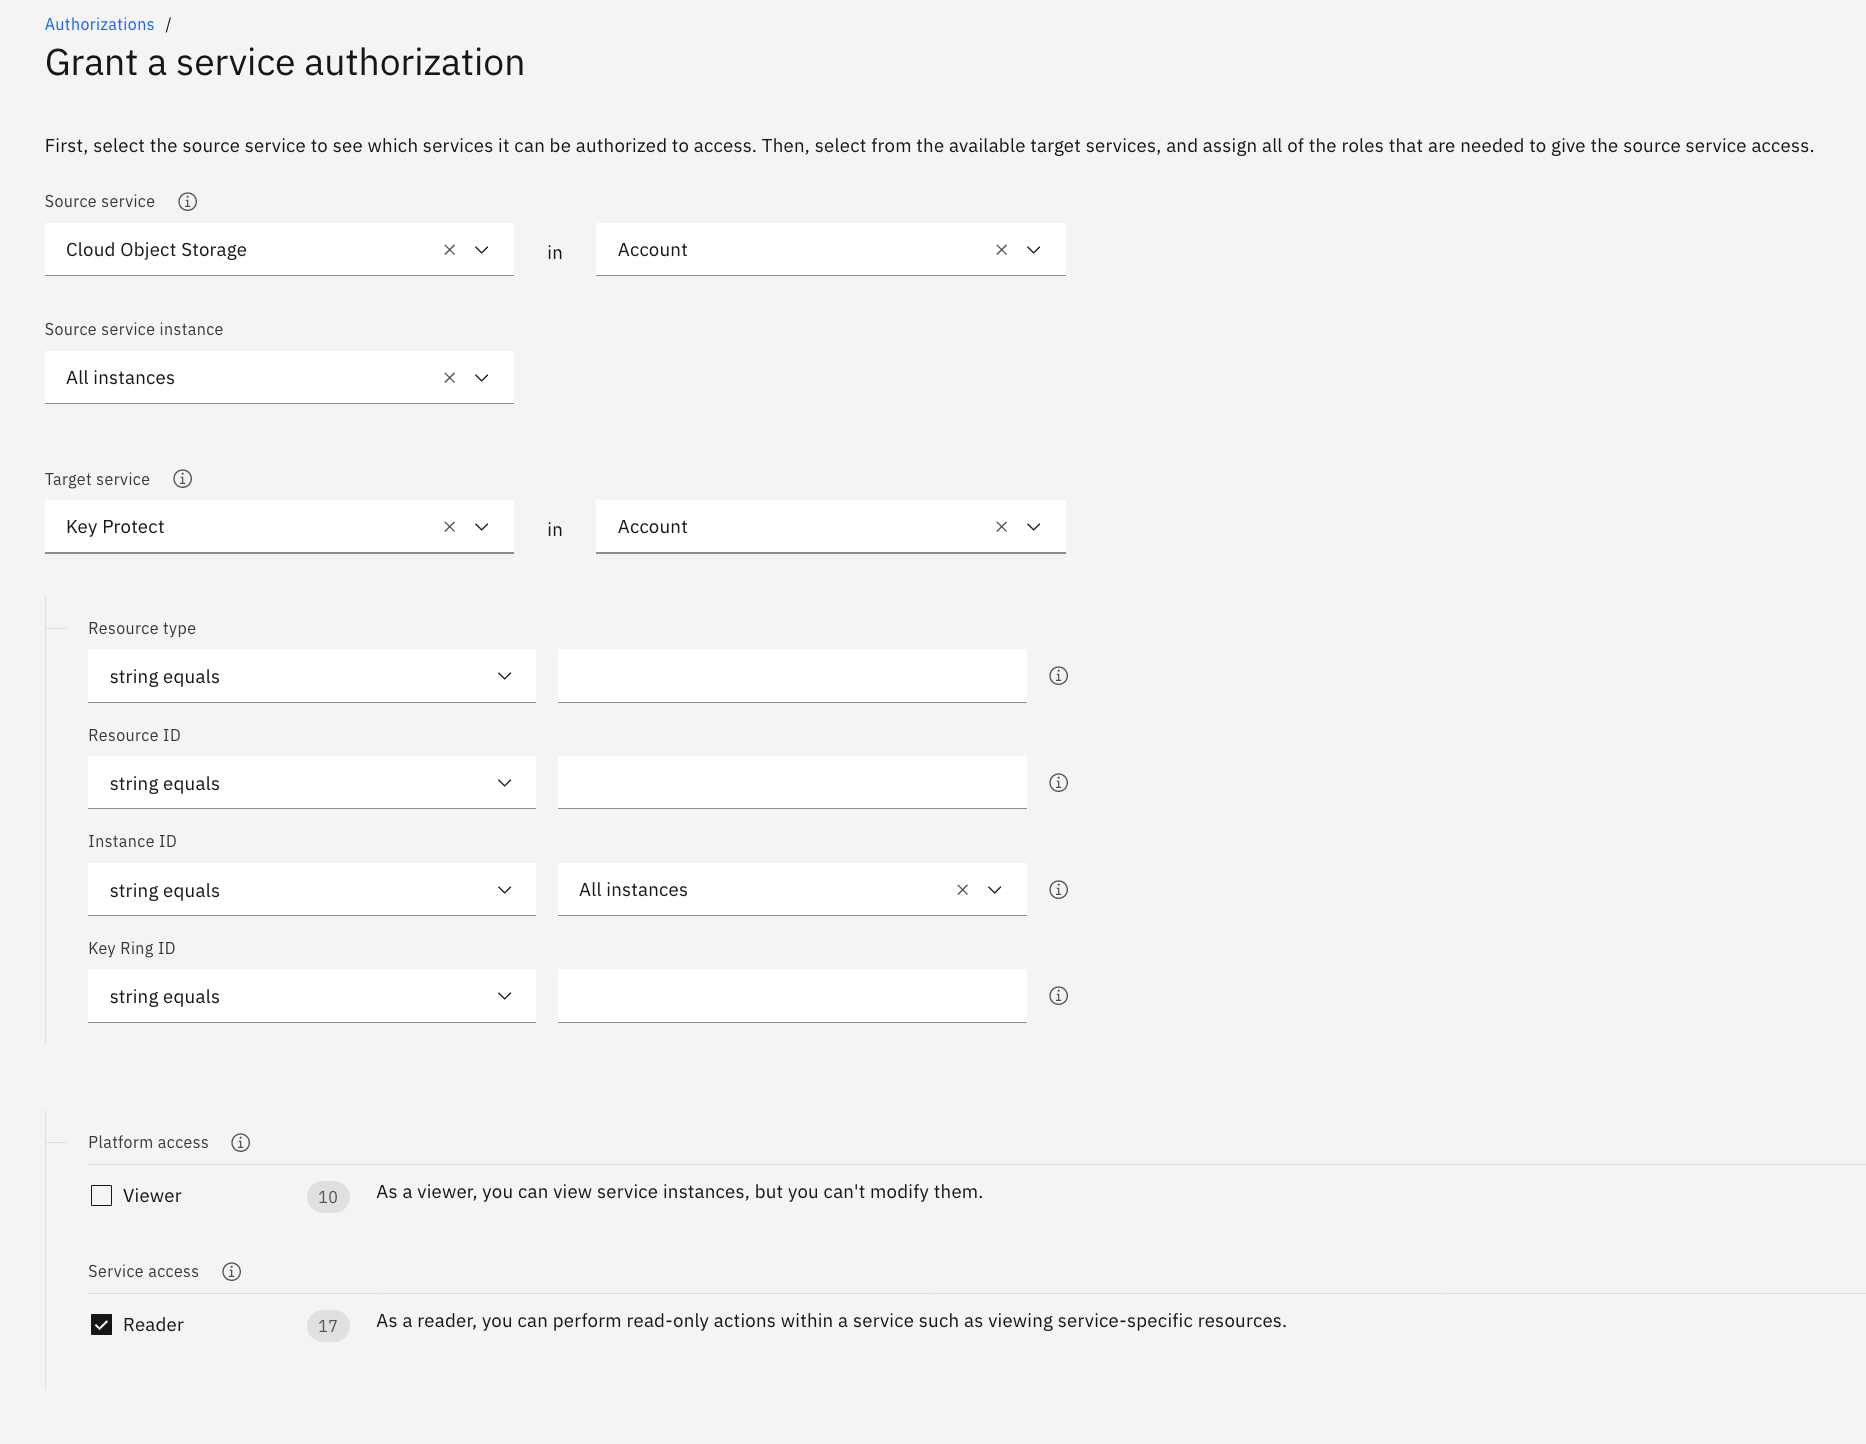 Authorizations /
Grant a service authorization
First, select the source service to see which services it can be authorized to access. Then, select from the available target services, and assign all of the roles that are needed to give the source service access.
Source service
Cloud Object Storage in Account
Source service instance
All instances
Target service
Key Protect in Account
Resource type
string equals
Resource ID
string equals
Instance ID
string equals All instances
Key Ring ID
string equals
Platform access
Viewer 10 As a viewer, you can view service instances, but you can't modify them.
Service access
Reader 17 As a reader, you can perform read-only actions within a service such as viewing service-specific resources.